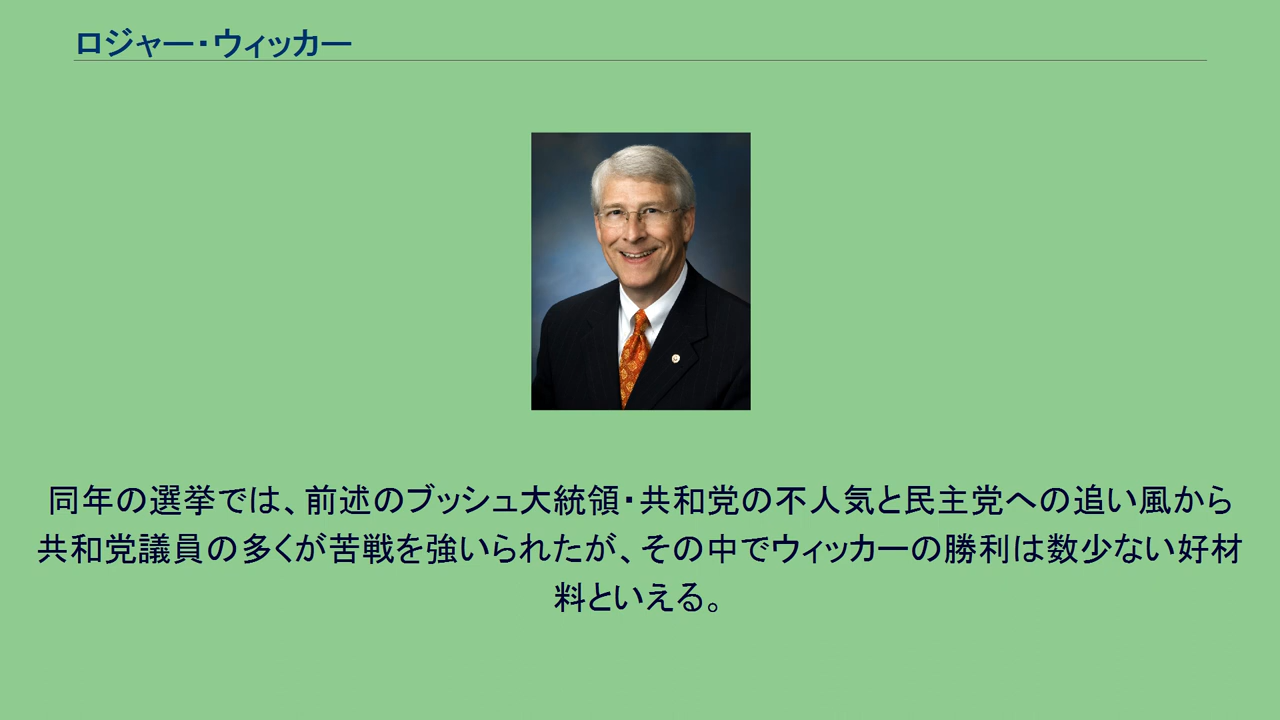 ロジャー・ウィッカー
同年の選挙では、前述のブッシュ大統領・共和党の不人気と民主党への追い風から
共和党議員の多くが苦戦を強いられたが、その中でウィッカーの勝利は数少ない好材
料といえる。